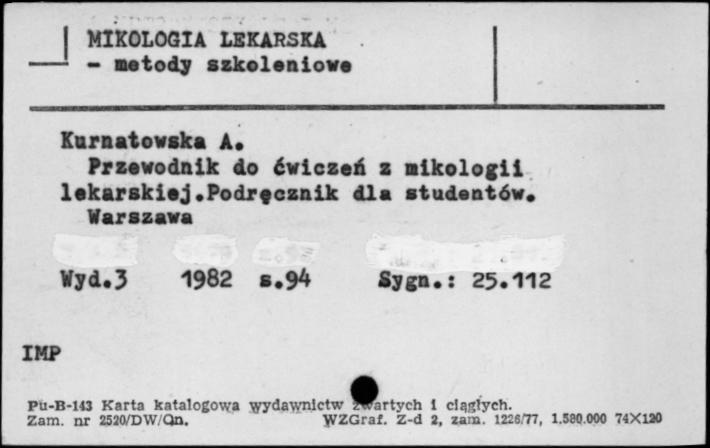 MIKOLOGIA LEKARSKA
- metody szkoleniowe
Kurnatowska A.
Przewodnik do ćwiczeń z mikologii
lekarskiej.Podręcznik dla studentów.
Warszawa
Wyd.3 1982 s.94 Sygn.: 25.112
IMP
Pu-B-143 Karta katalogowa wydawnictw zwartych i ciągłych.
Zam. nr 2520/DW/Qn. WZGraf. Z-d 2, zam. 1226/77, 1.580.000 74X120